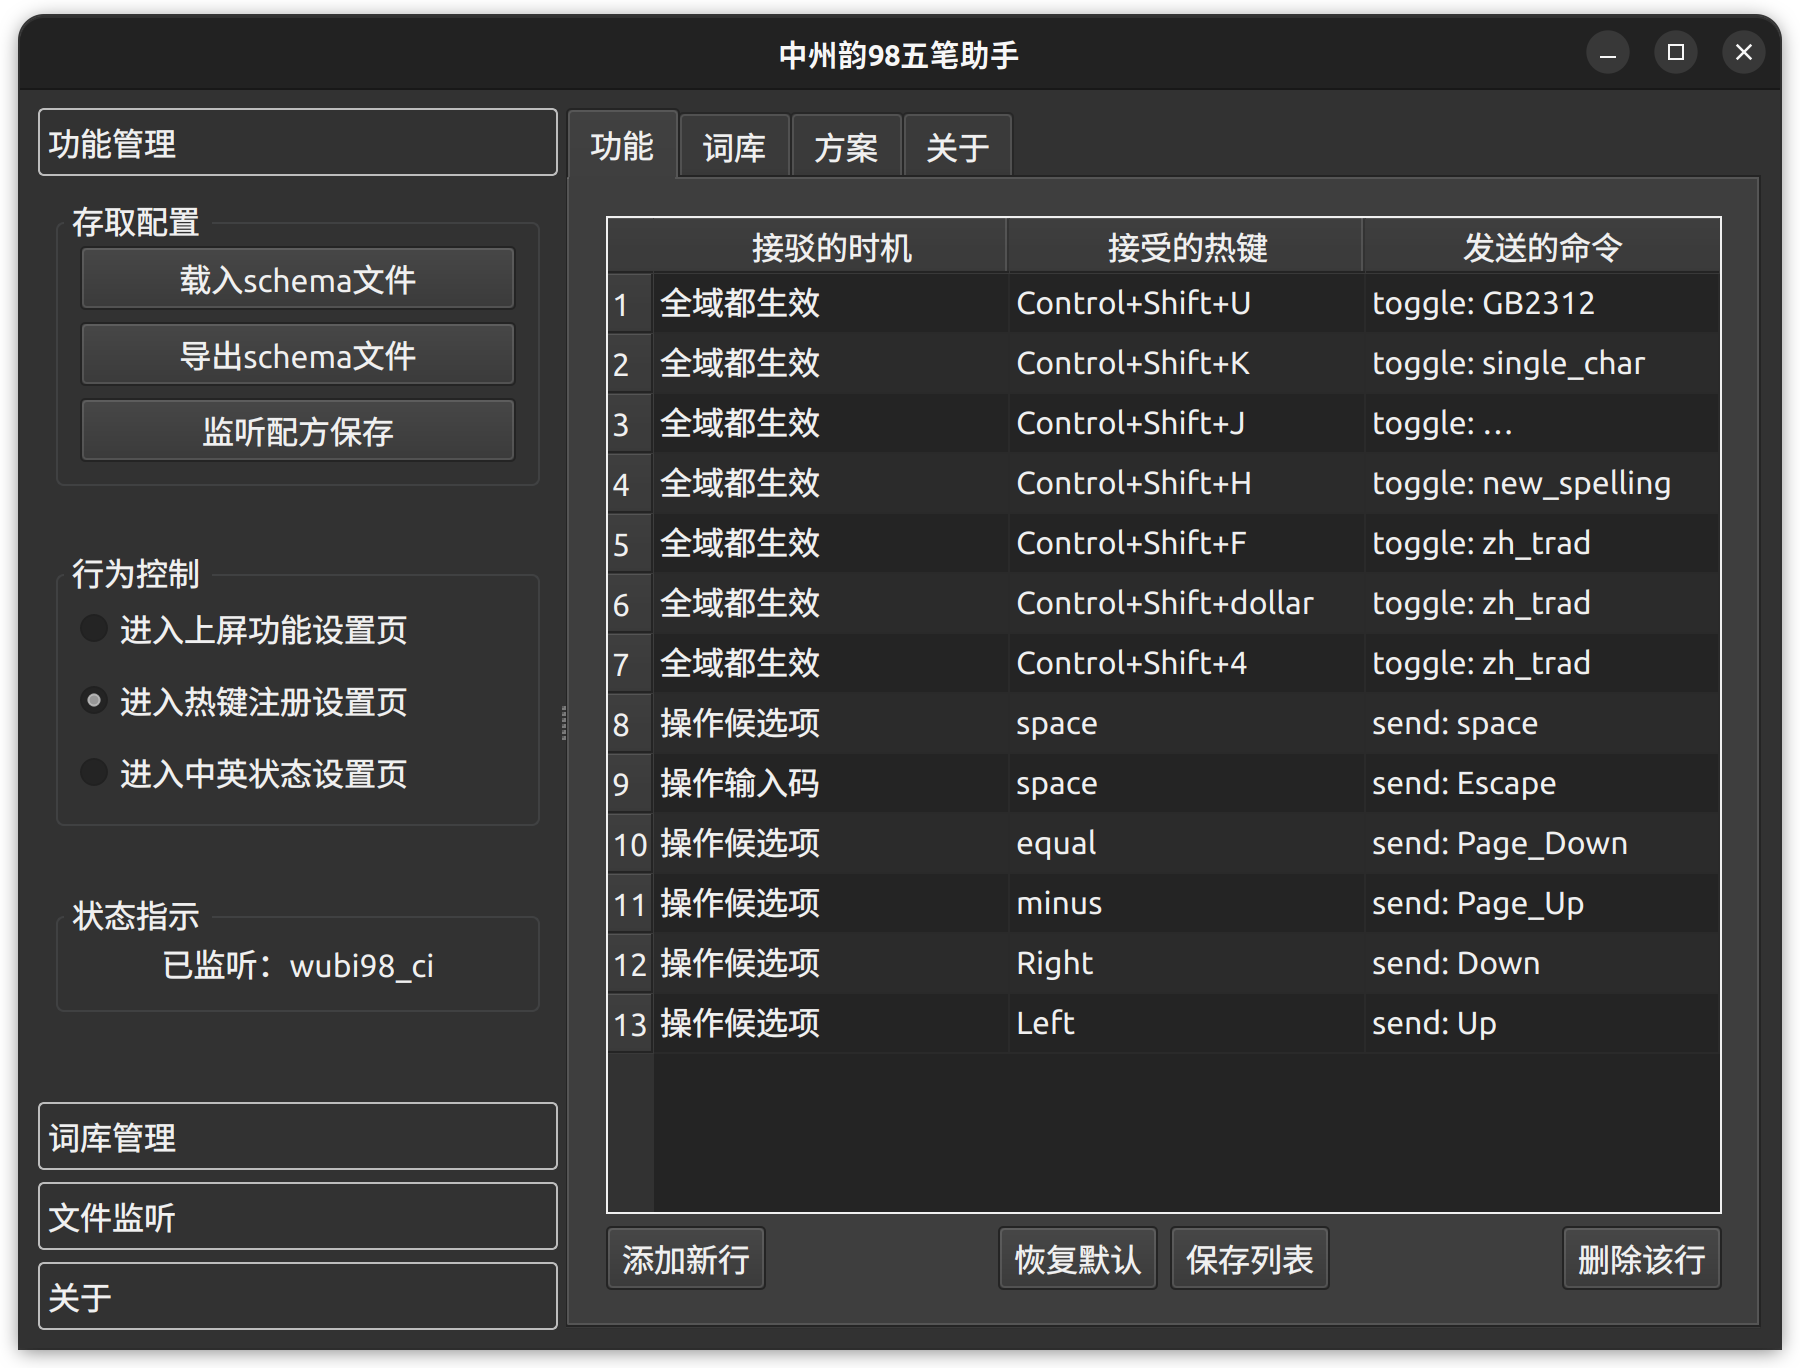 中州韵98五笔助手
功能管理
存取配置
载入schema文件
导出schema文件
监听配方保存
行为控制
进入上屏功能设置页
进入热键注册设置页
进入中英状态设置页
状态指示
已监听：wubi98_ci
词库管理
文件监听
关于
功能 词库 方案 关于
接驳的时机 接受的热键 发送的命令
1 全域都生效 Control+Shift+U toggle: GB2312
2 全域都生效 Control+Shift+K toggle: single_char
3 全域都生效 Control+Shift+J toggle: …
4 全域都生效 Control+Shift+H toggle: new_spelling
5 全域都生效 Control+Shift+F toggle: zh_trad
6 全域都生效 Control+Shift+dollar toggle: zh_trad
7 全域都生效 Control+Shift+4 toggle: zh_trad
8 操作候选项 space send: space
9 操作输入码 space send: Escape
10 操作候选项 equal send: Page_Down
11 操作候选项 minus send: Page_Up
12 操作候选项 Right send: Down
13 操作候选项 Left send: Up
添加新行 恢复默认 保存列表 删除该行